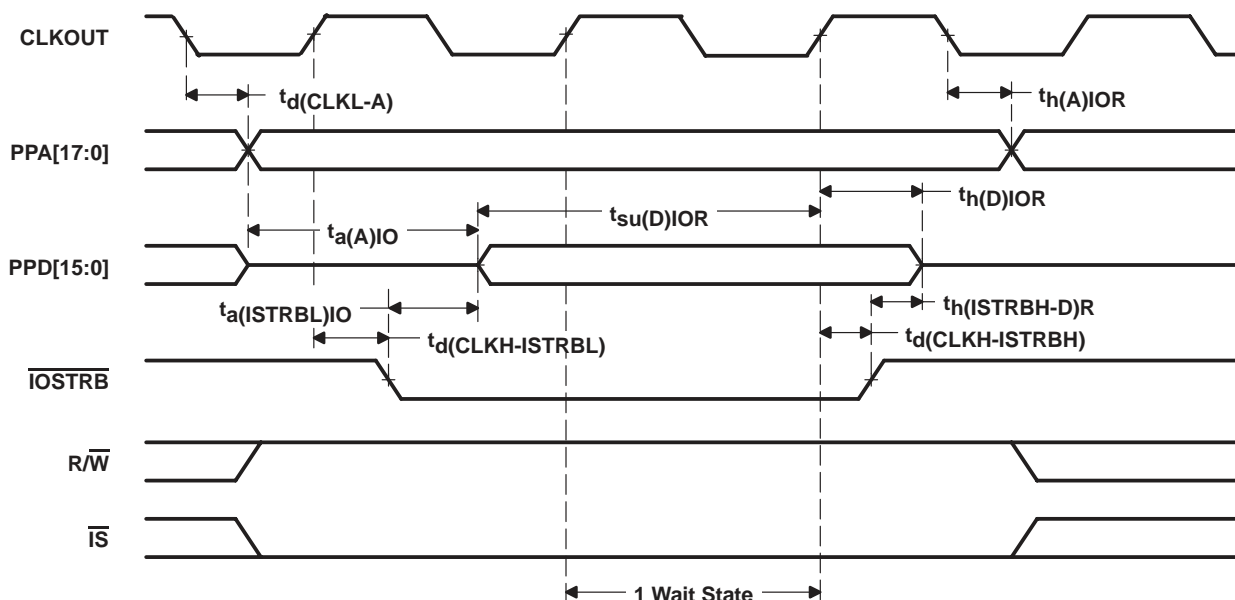 CLKOUT
td(CLKL-A)
th(A)IOR
PPA[17:0]
th(D)IOR
tsu(D)IOR
ta(A)IO
PPD[15:0]
ta(ISTRBL)IO
th(ISTRBH-D)R
td(CLKH-ISTRBL)
td(CLKH-ISTRBH)
IOSTRB
R/W
IS
1 Wait State